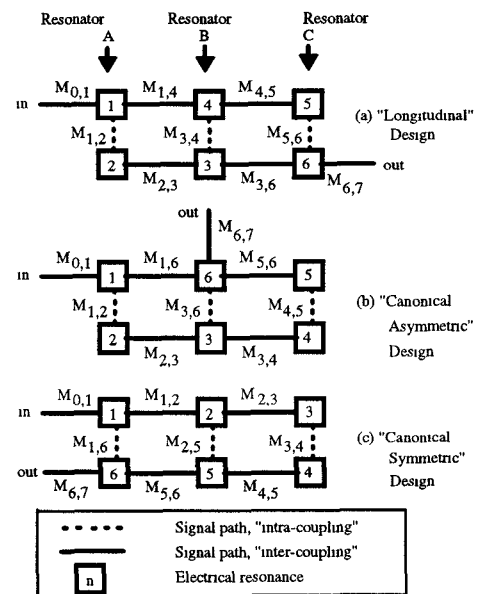 Resonator Resonator Resonator
A B C
in M0,1 M1,4 M4,5
1 4 5
(a) "Longitudinal" Design
M1,2 M3,4 M5,6
2 3 6 out
M2,3 M3,6 M6,7
out M6,7
in M0,1 M1,6 M5,6
1 6 5
M1,2 M3,6 M4,5
(b) "Canonical Asymmetric" Design
2 3 4
M2,3 M3,4
M0,1 M1,2 M2,3
in 1 2 3
M1,6 M2,5 M3,4
(c) "Canonical Symmetric" Design
out 6 5 4
M6,7 M5,6 M4,5
Signal path, "intra-coupling"
Signal path, "inter-coupling"
n Electrical resonance